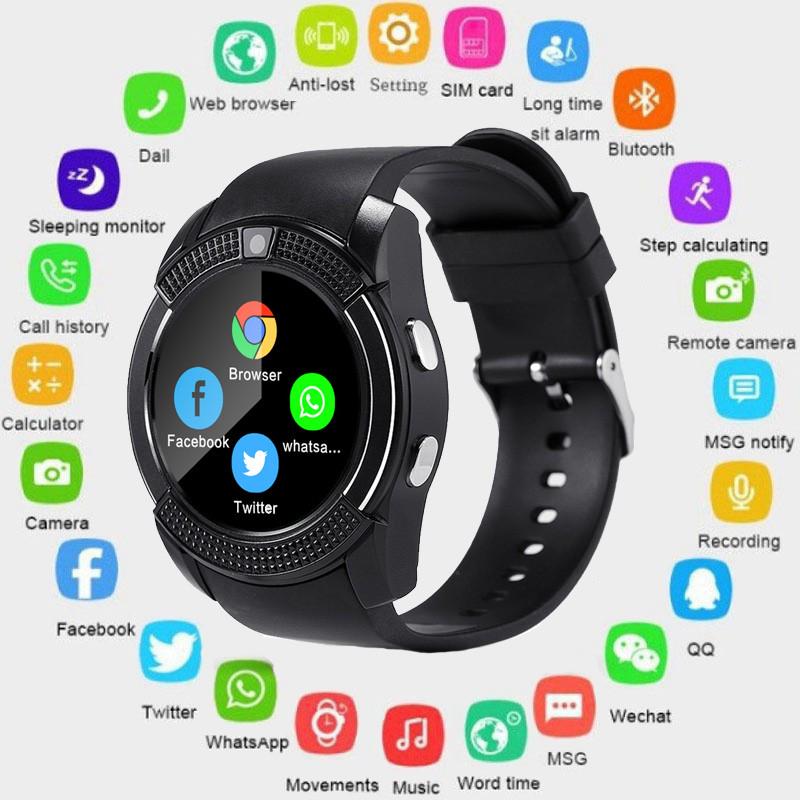 Anti-lost
Setting
SIM card
Web browser
Long time
sit alarm
Blutooth
Dail
zZ
Sleeping monitor
Step calculating
Call history
Remote camera
Browser
Calculator
Facebook
whatsa...
MSG notify
Twitter
Camera
Recording
Facebook
QQ
Twitter
Wechat
WhatsApp
MSG
Movements
Music
Word time